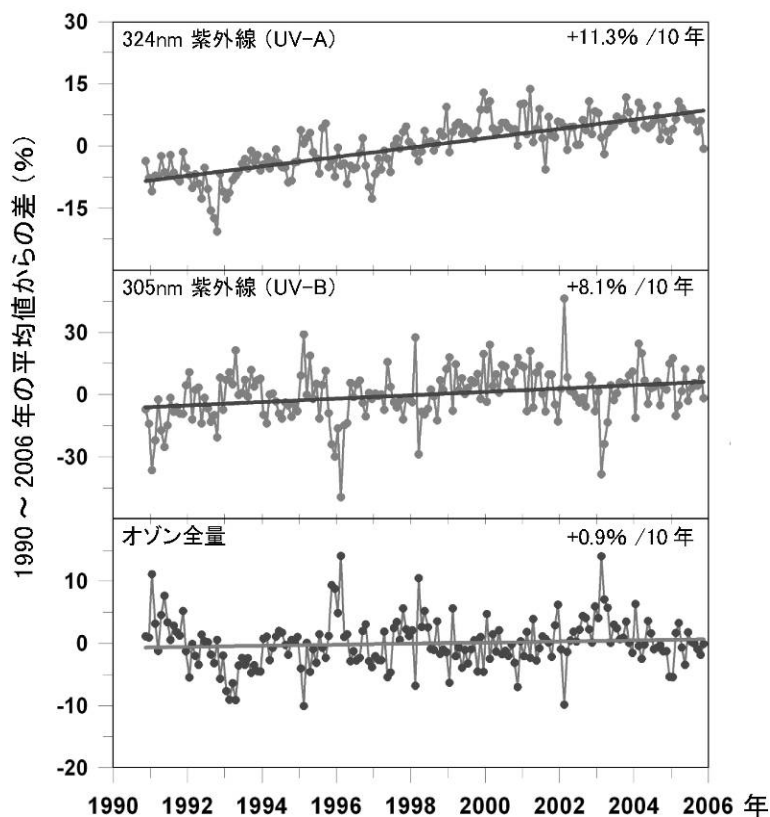 1990 ~ 2006 年の平均値からの差 (%)
324nm 紫外線 (UV-A) +11.3% /10 年
30
15
0
-15
305nm 紫外線 (UV-B) +8.1% /10 年
30
0
-30
オゾン全量 +0.9% /10 年
10
0
-10
-20
1990 1992 1994 1996 1998 2000 2002 2004 2006 年